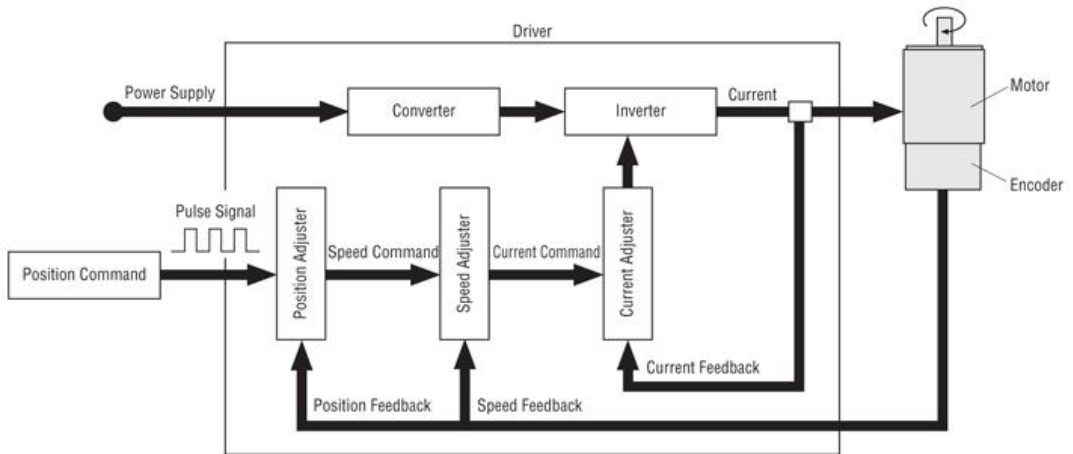 Driver
Power Supply
Converter
Inverter
Current
Motor
Encoder
Pulse Signal
Position Command
Position Adjuster
Speed Command
Speed Adjuster
Current Command
Current Adjuster
Current Feedback
Position Feedback
Speed Feedback